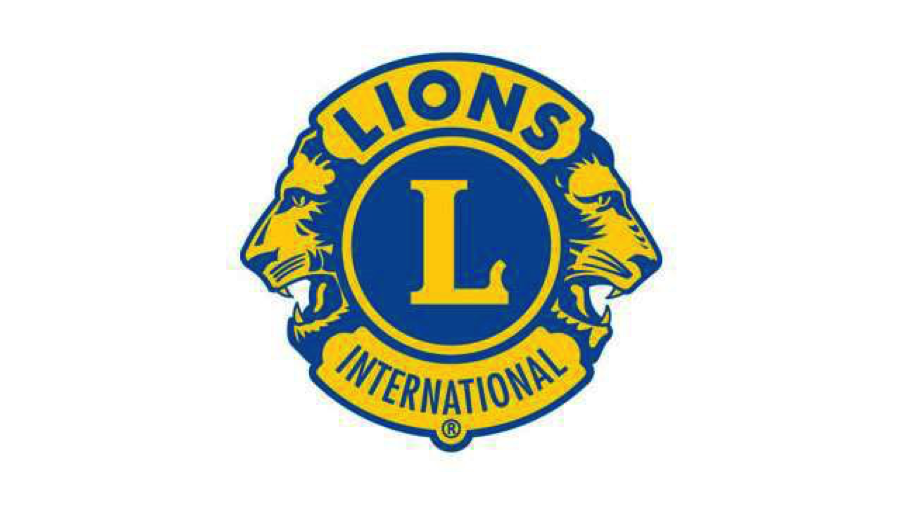 LIONS
L
INTERNATIONAL
®